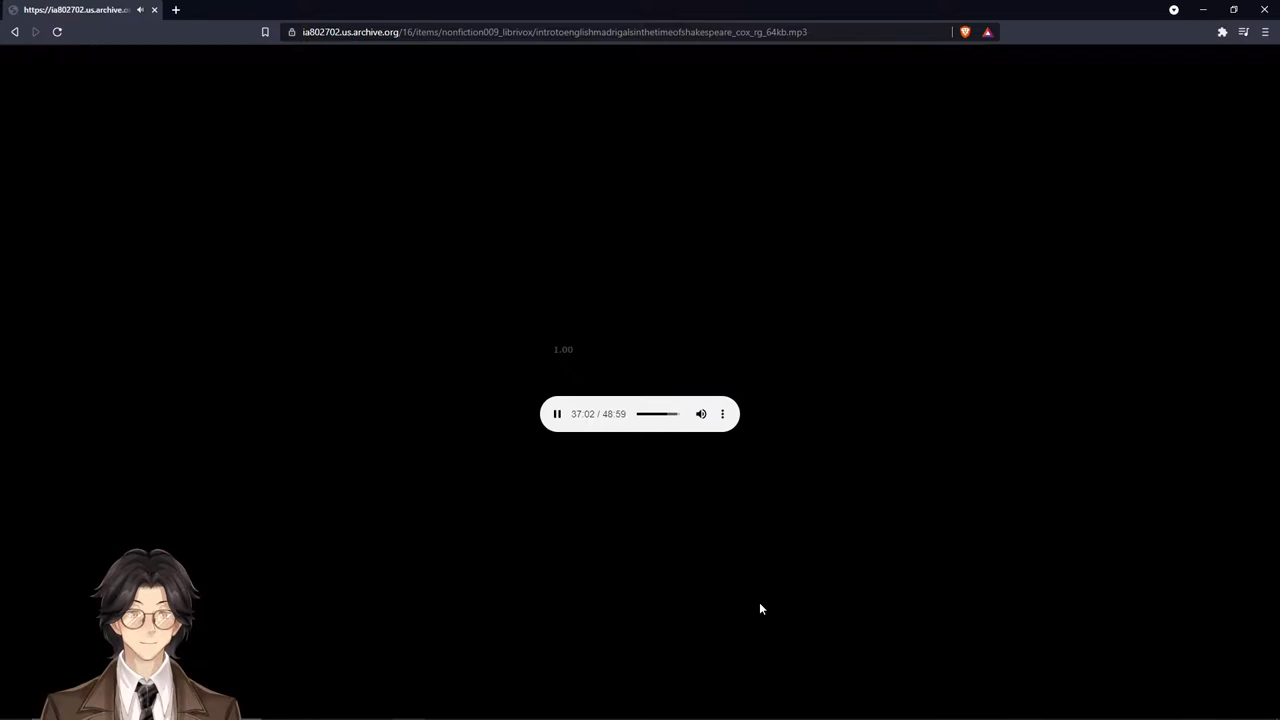 https://ia802702.us.archive.o
ia802702.us.archive.org/16/items/nonfiction009_librivox/introtoenglishmadrigalsinthetimeofshakespeare_cox_rg_64kb.mp3
1.00
37:02 / 48:59